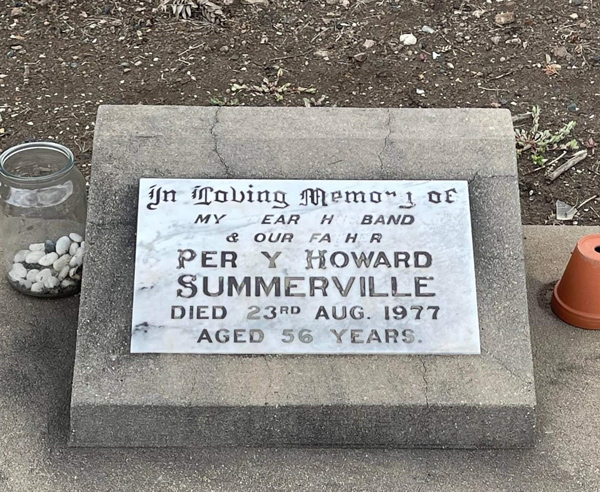 In Loving Memory of
MY EAR H BAND
& OUR FA H R
PER Y HOWARD
SUMMERVILLE
DIED 23RD AUG. 1977
AGED 56 YEARS.